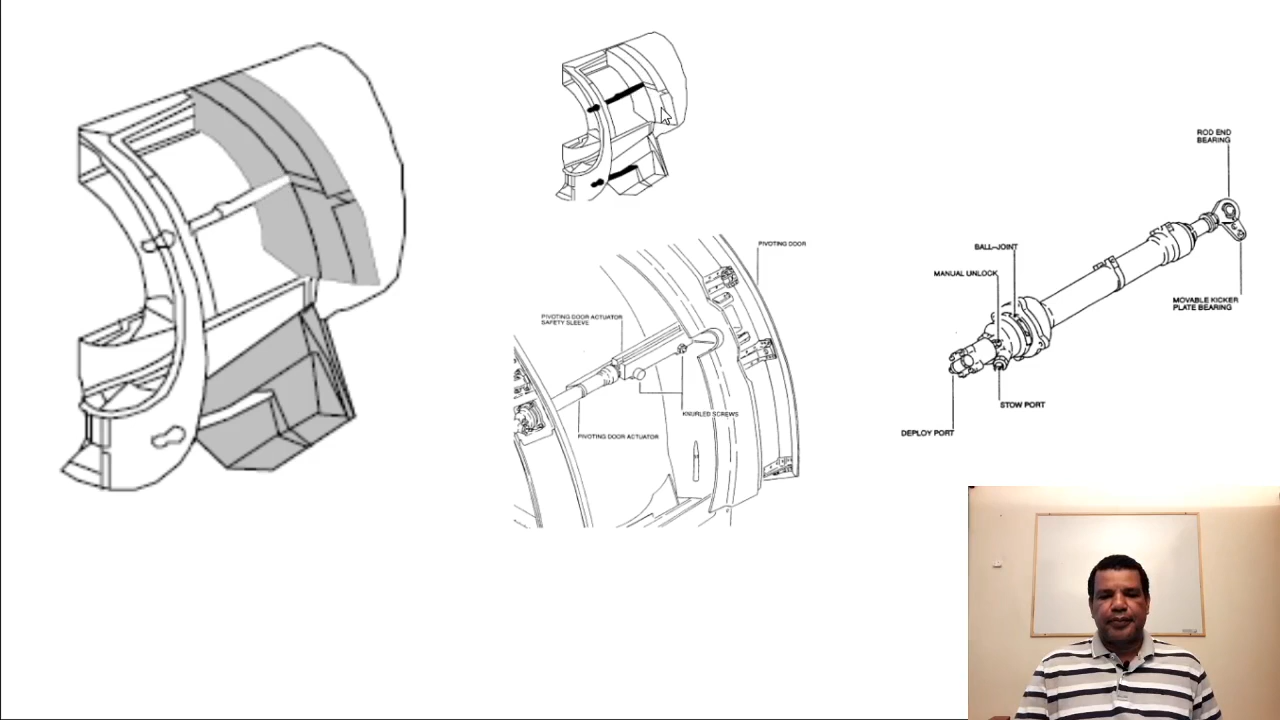 PIVOTING DOOR
PIVOTING DOOR ACTUATOR
SAFETY SLEEVE
KNURLED SCREWS
PIVOTING DOOR ACTUATOR
ROD END
BEARING
BALL-JOINT
MANUAL UNLOCK
MOVABLE KICKER
PLATE BEARING
STOW PORT
DEPLOY PORT